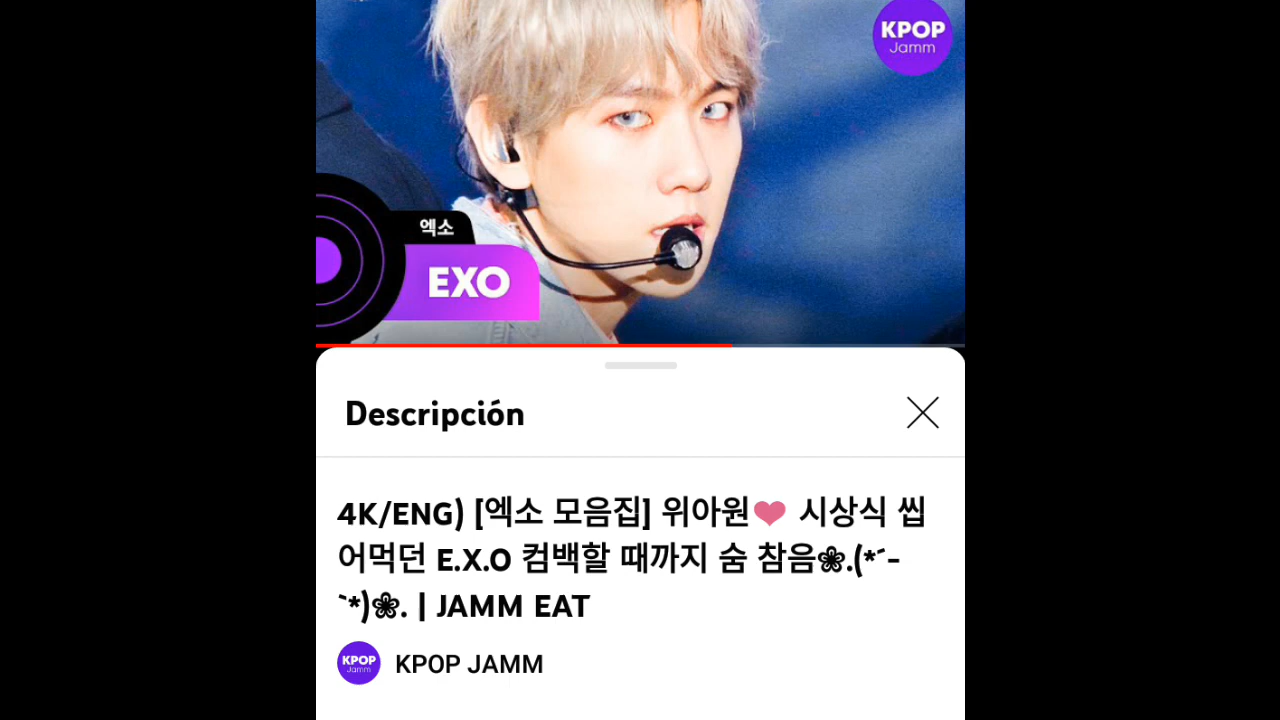 KPOP
Jamm
엑소
EXO
Descripción
4K/ENG) [엑소 모음집] 위아원❤ 시상식 씹
어먹던 E.X.O 컴백할 때까지 숨 참음❀.(*´-
`*)❀. | JAMM EAT
KPOP
Jamm
KPOP JAMM